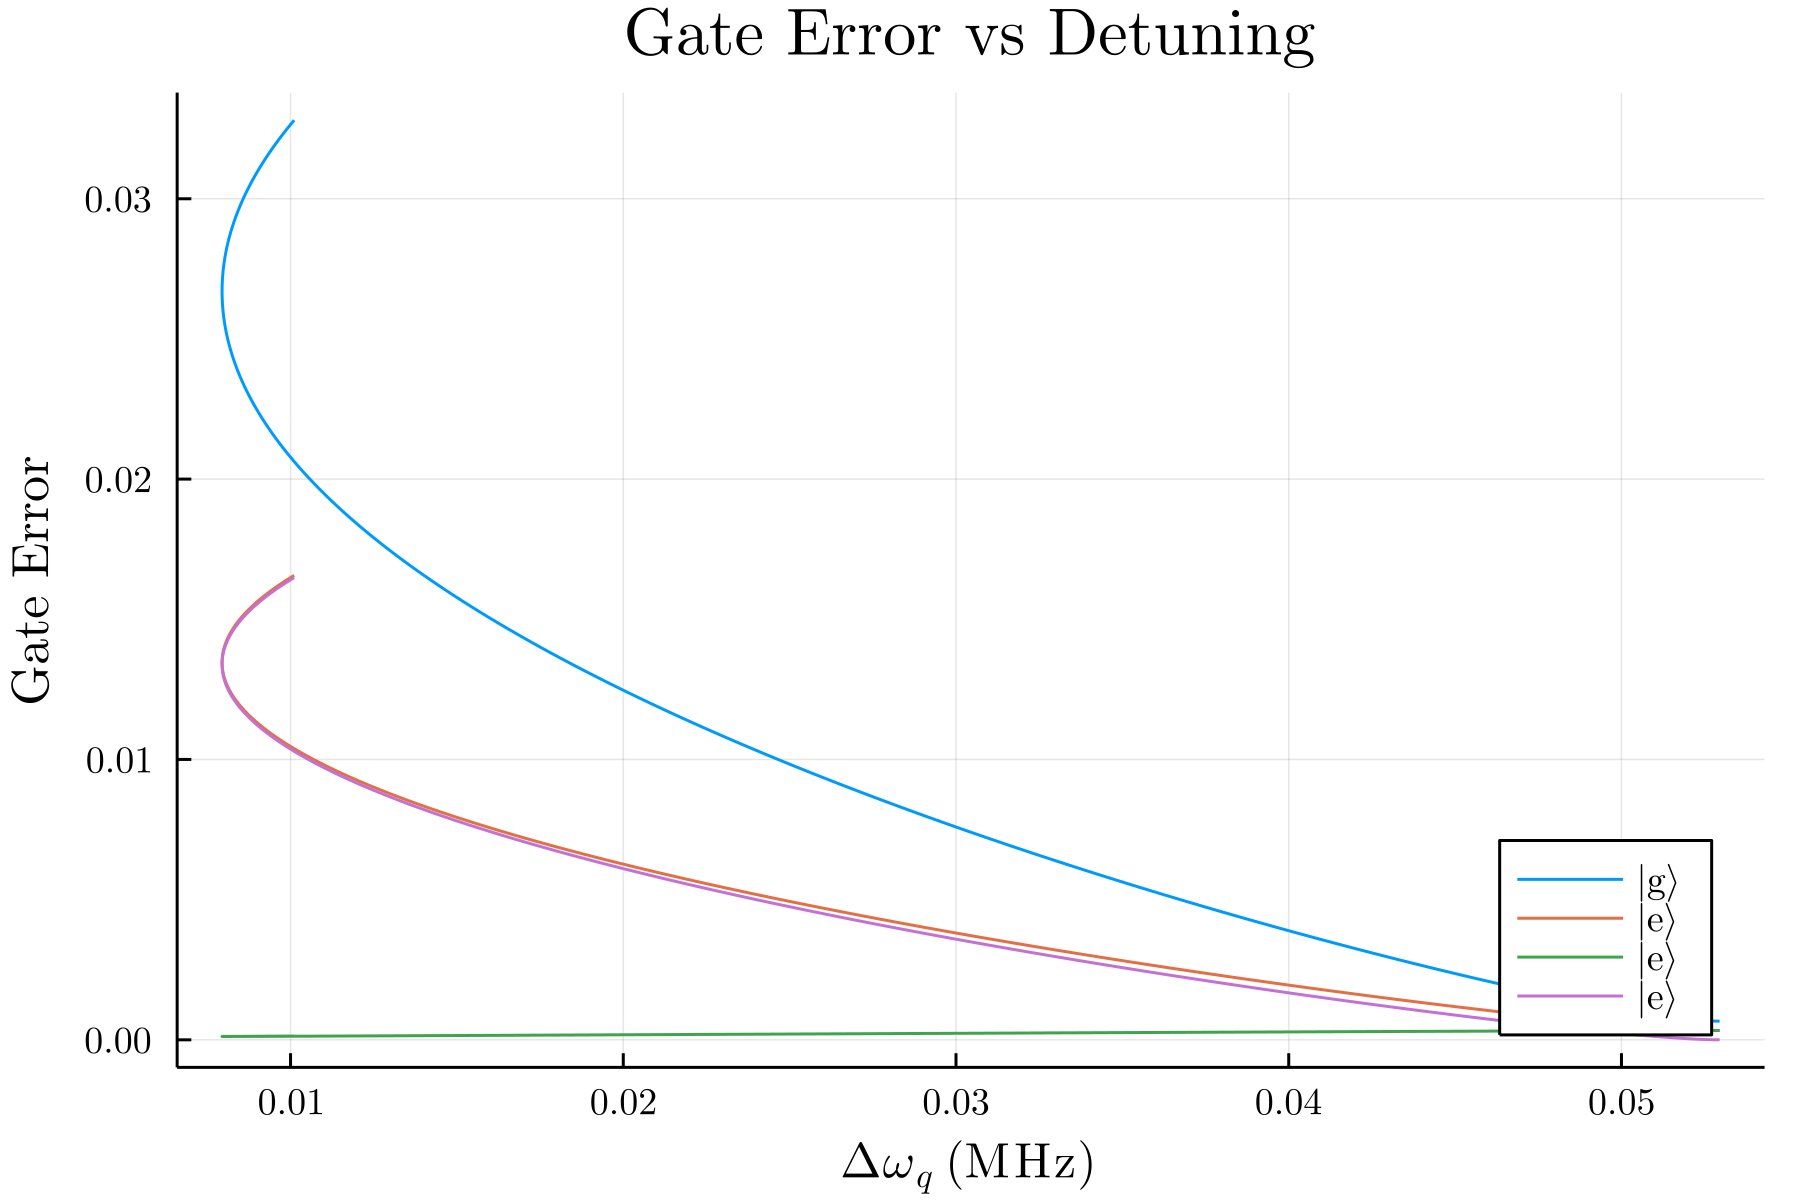 Gate Error vs Detuning
Gate Error
0.03
0.02
0.01
0.00
|g⟩
|e⟩
|e⟩
|e⟩
0.01 0.02 0.03 0.04 0.05
Δω_q (MHz)